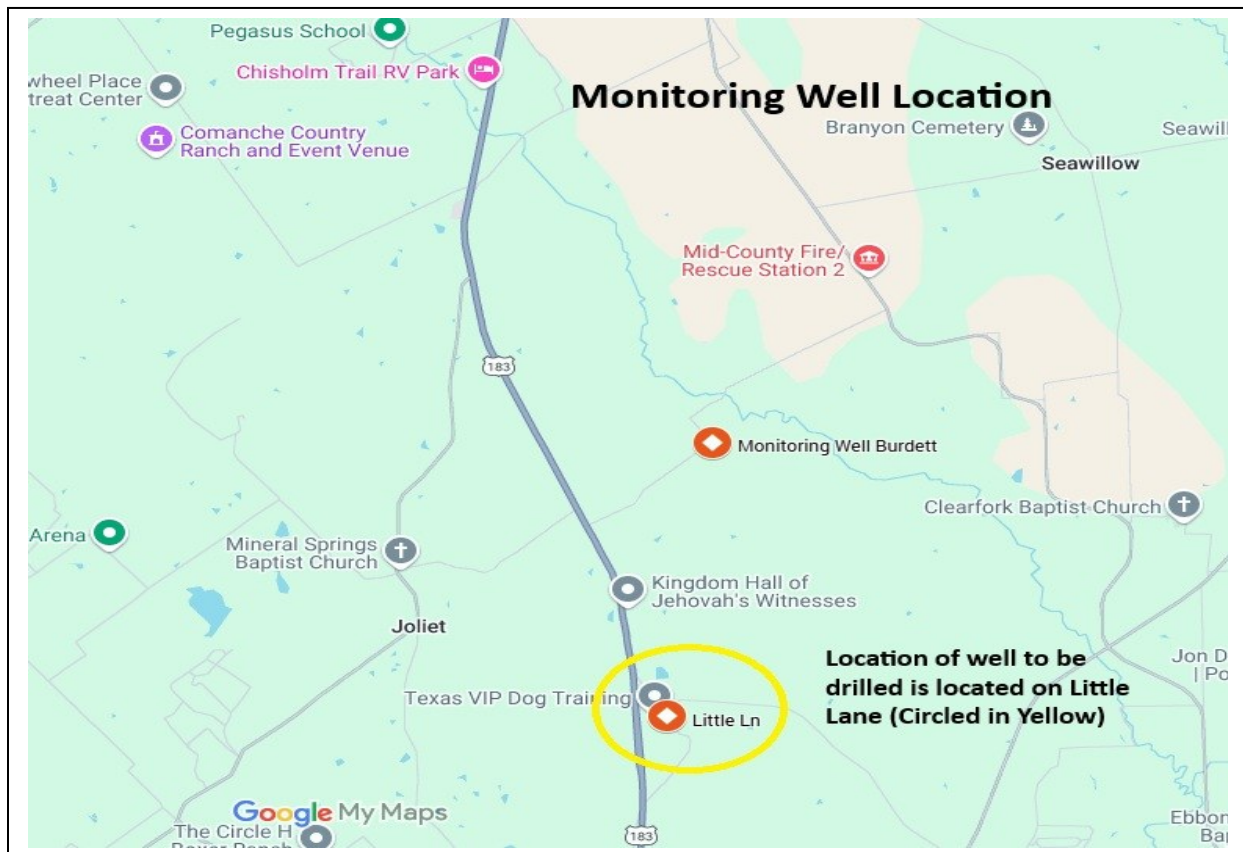 Pegasus School
Chisholm Trail RV Park
wheel Place
treat Center
Monitoring Well Location
Comanche Country
Ranch and Event Venue
Branyon Cemetery
Seawill
Seawillow
Mid-County Fire/
Rescue Station 2
183
Monitoring Well Burdett
Clearfork Baptist Church
Arena
Mineral Springs
Baptist Church
Kingdom Hall of
Jehovah's Witnesses
Joliet
Location of well to be
drilled is located on Little
Lane (Circled in Yellow)
Jon D
| Po
Texas VIP Dog Training
Little Ln
Google My Maps
The Circle H
183
Ebbon
Ba